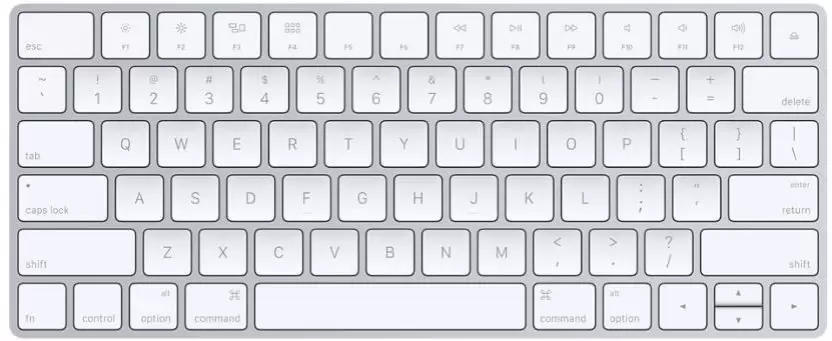 esc F1 F2 F3 F4 F5 F6 F7 F8 F9 F10 F11 F12
~ ! @ # $ % ^ & * ( ) — +
` 1 2 3 4 5 6 7 8 9 0 - = delete
tab Q W E R T Y U I O P { [ } ] | \
caps lock A S D F G H J K L : ; " ' enter return
shift Z X C V B N M < , > . ? / shift
fn control alt option ⌘ command ⌘ command alt option ◄ ▲ ▼ ►